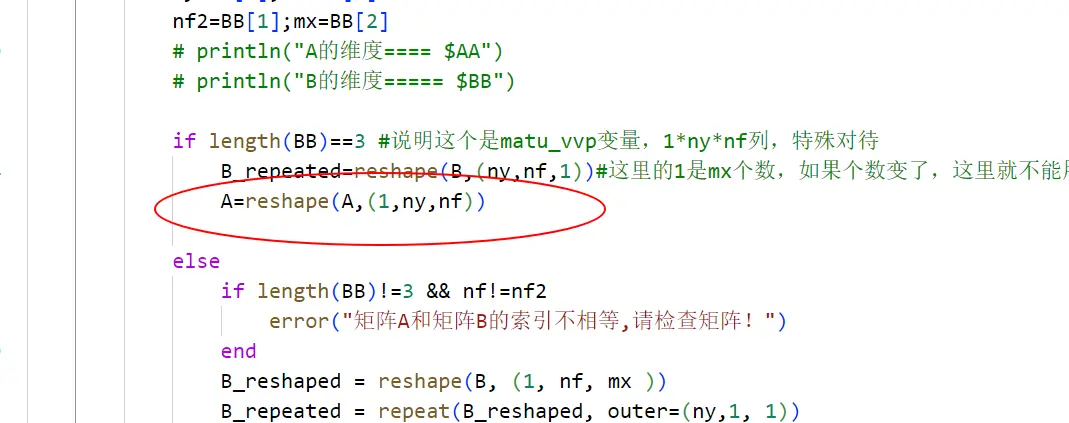 nf2=BB[1];mx=BB[2]
# println("A的维度==== $AA")
# println("B的维度===== $BB")
if length(BB)==3 #说明这个是matu_vvp变量，1*ny*nf列，特殊对待
B_repeated=reshape(B,(ny,nf,1))#这里的1是mx个数，如果个数变了，这里就不能
A=reshape(A,(1,ny,nf))
else
if length(BB)!=3 && nf!=nf2
error("矩阵A和矩阵B的索引不相等,请检查矩阵！")
end
B_reshaped = reshape(B, (1, nf, mx ))
B_repeated = repeat(B_reshaped, outer=(ny,1, 1))